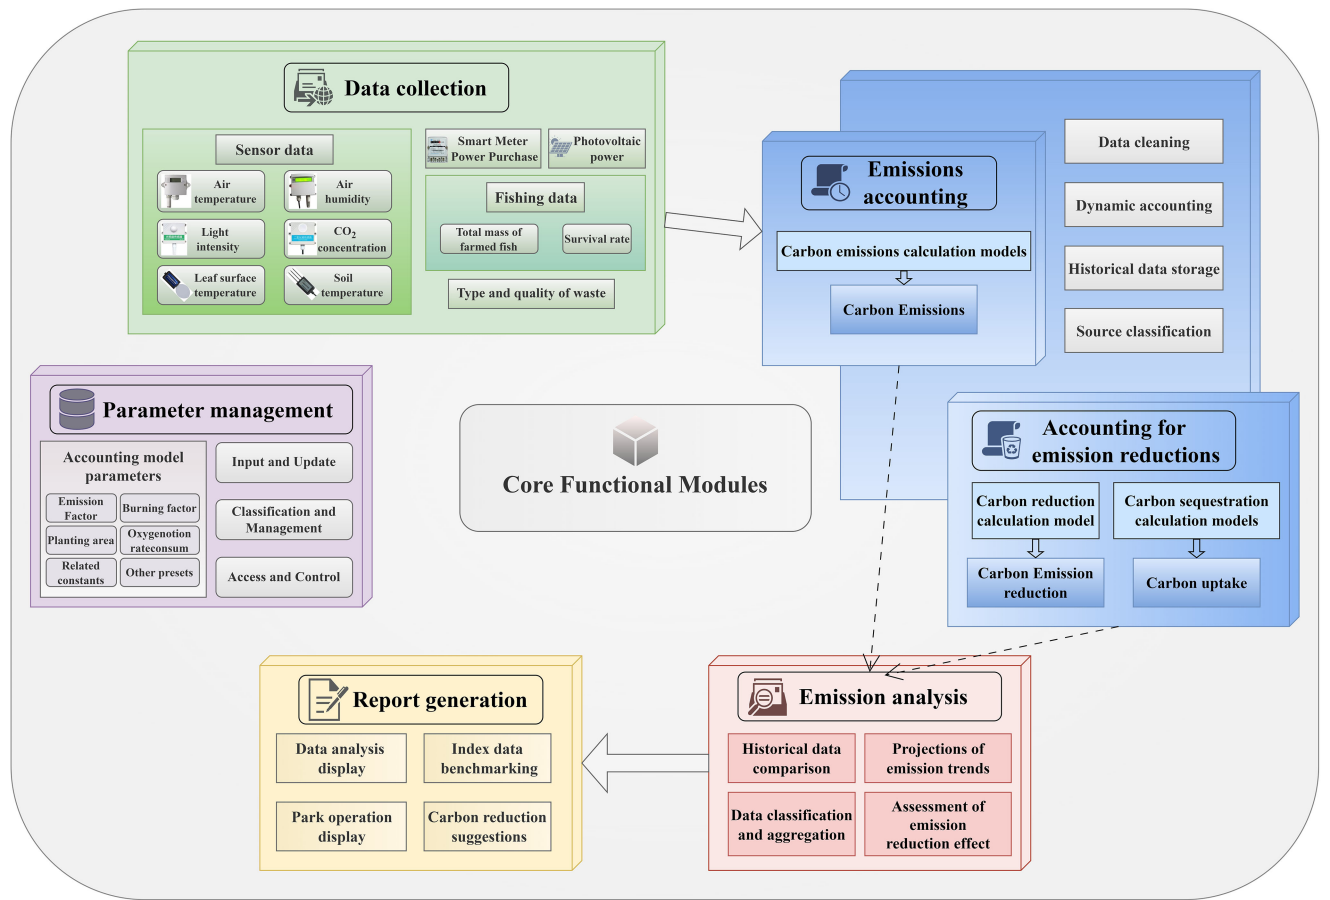 Data collection
Sensor data
Air
temperature
Air
humidity
Light
intensity
CO2
concentration
Leaf surface
temperature
Soil
temperature
Smart Meter
Power Purchase
Photovoltaic
power
Fishing data
Total mass of
farmed fish
Survival rate
Type and quality of waste
Emissions
accounting
Carbon emissions calculation models
Carbon Emissions
Data cleaning
Dynamic accounting
Historical data storage
Source classification
Parameter management
Accounting model
parameters
Emission
Factor
Burning factor
Planting area
Oxygenotion
rateconsum
Related
constants
Other presets
Input and Update
Classification and
Management
Access and Control
Core Functional Modules
Accounting for
emission reductions
Carbon reduction
calculation model
Carbon sequestration
calculation models
Carbon Emission
reduction
Carbon uptake
Report generation
Data analysis
display
Index data
benchmarking
Park operation
display
Carbon reduction
suggestions
Emission analysis
Historical data
comparison
Projections of
emission trends
Data classification
and aggregation
Assessment of
emission
reduction effect